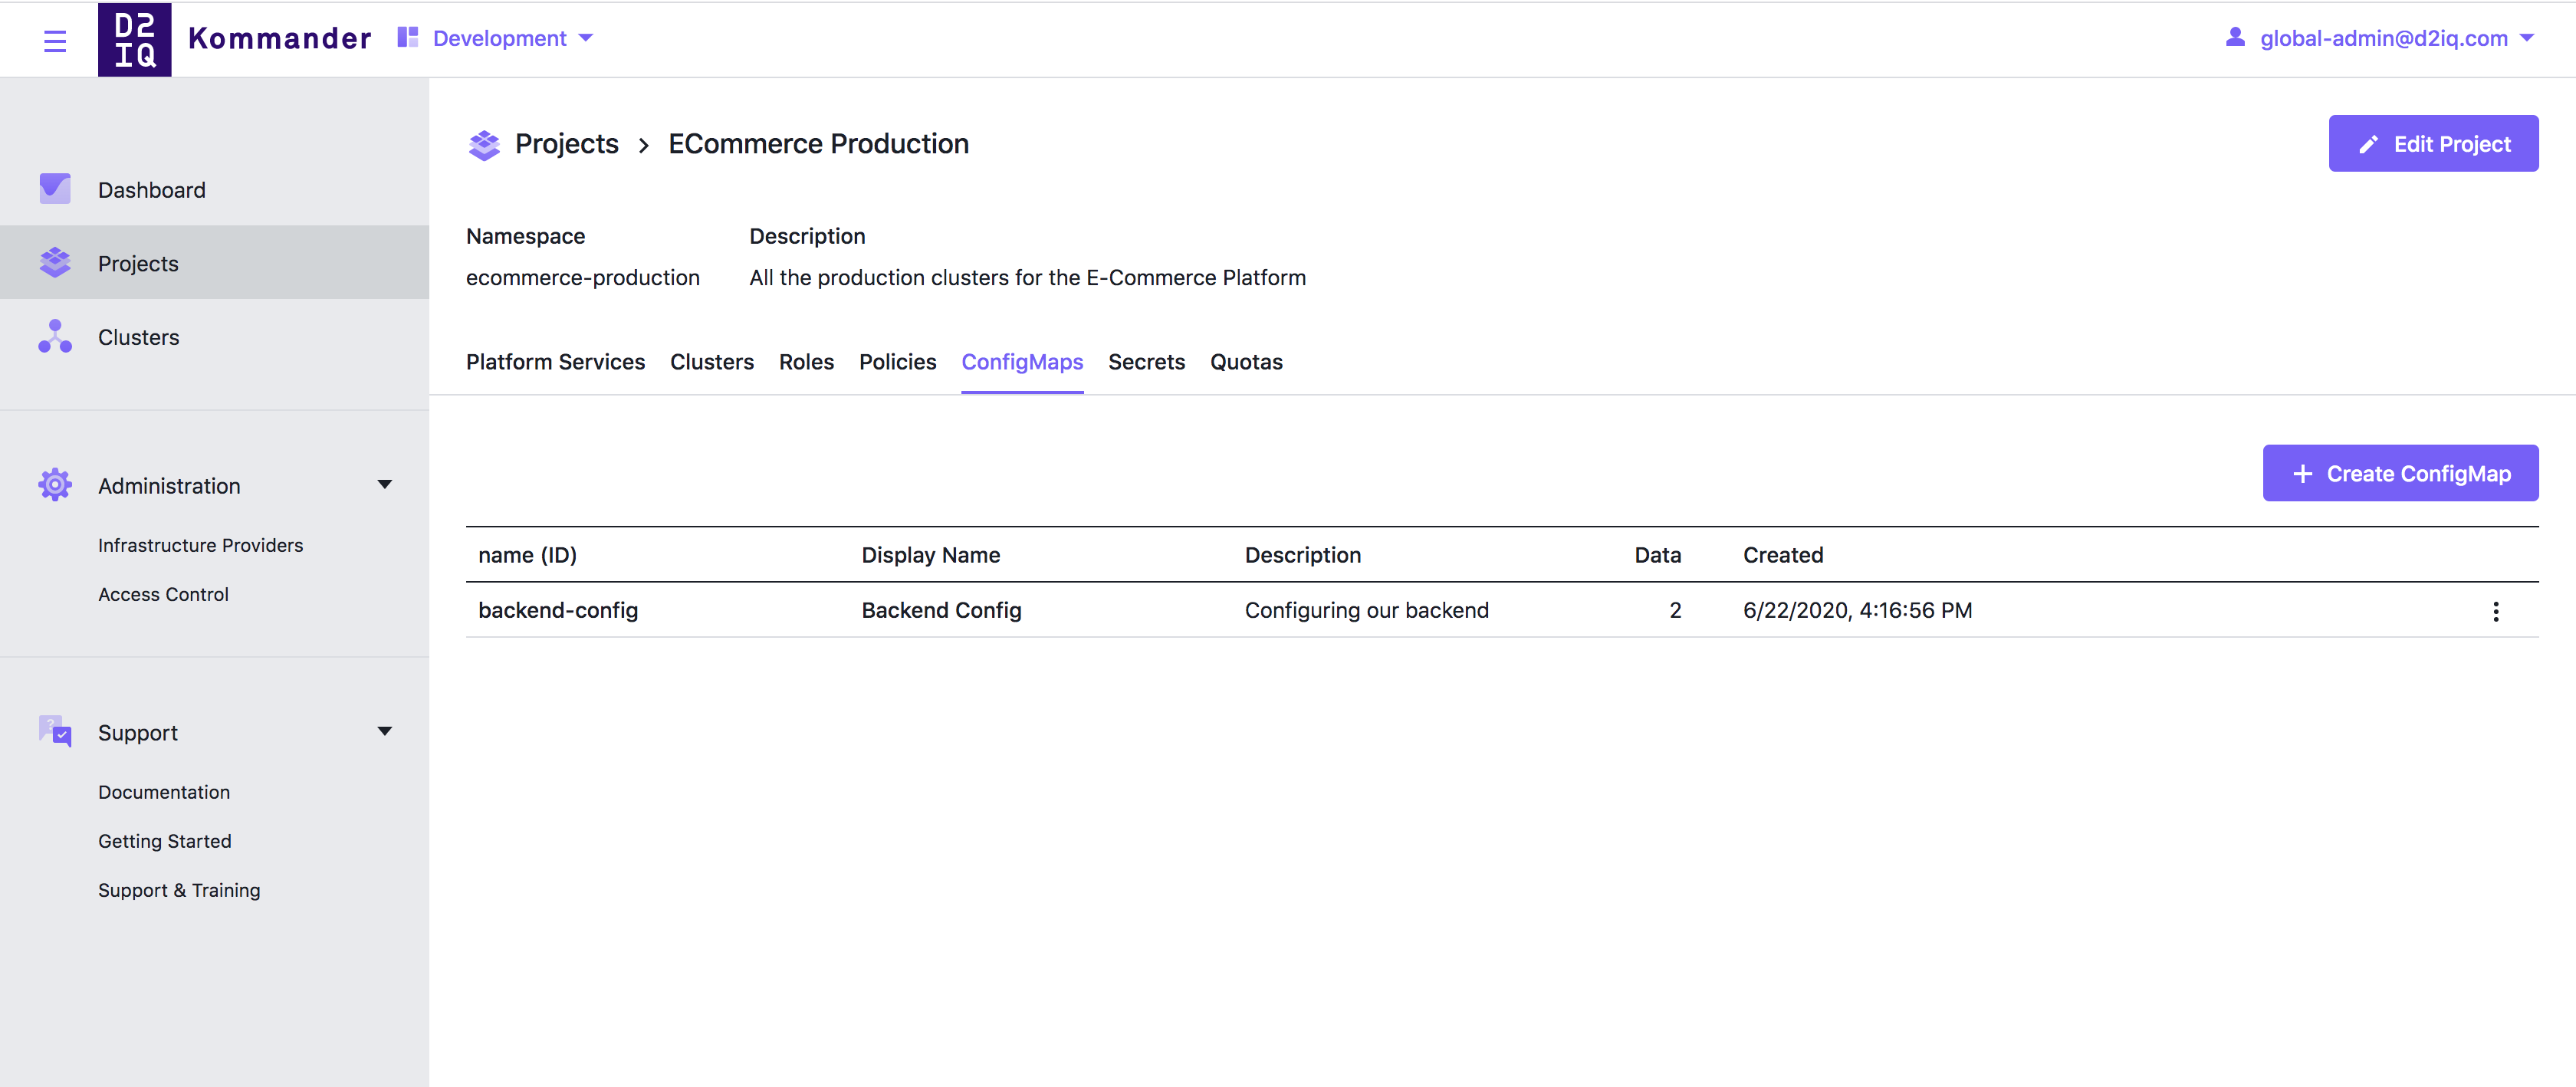 D2
IQ
Kommander
Development
global-admin@d2iq.com
Dashboard
Projects
Clusters
Administration
Infrastructure Providers
Access Control
Support
Documentation
Getting Started
Support & Training
Projects > ECommerce Production
Edit Project
Namespace Description
ecommerce-production All the production clusters for the E-Commerce Platform
Platform Services Clusters Roles Policies ConfigMaps Secrets Quotas
+ Create ConfigMap
name (ID) Display Name Description Data Created
backend-config Backend Config Configuring our backend 2 6/22/2020, 4:16:56 PM